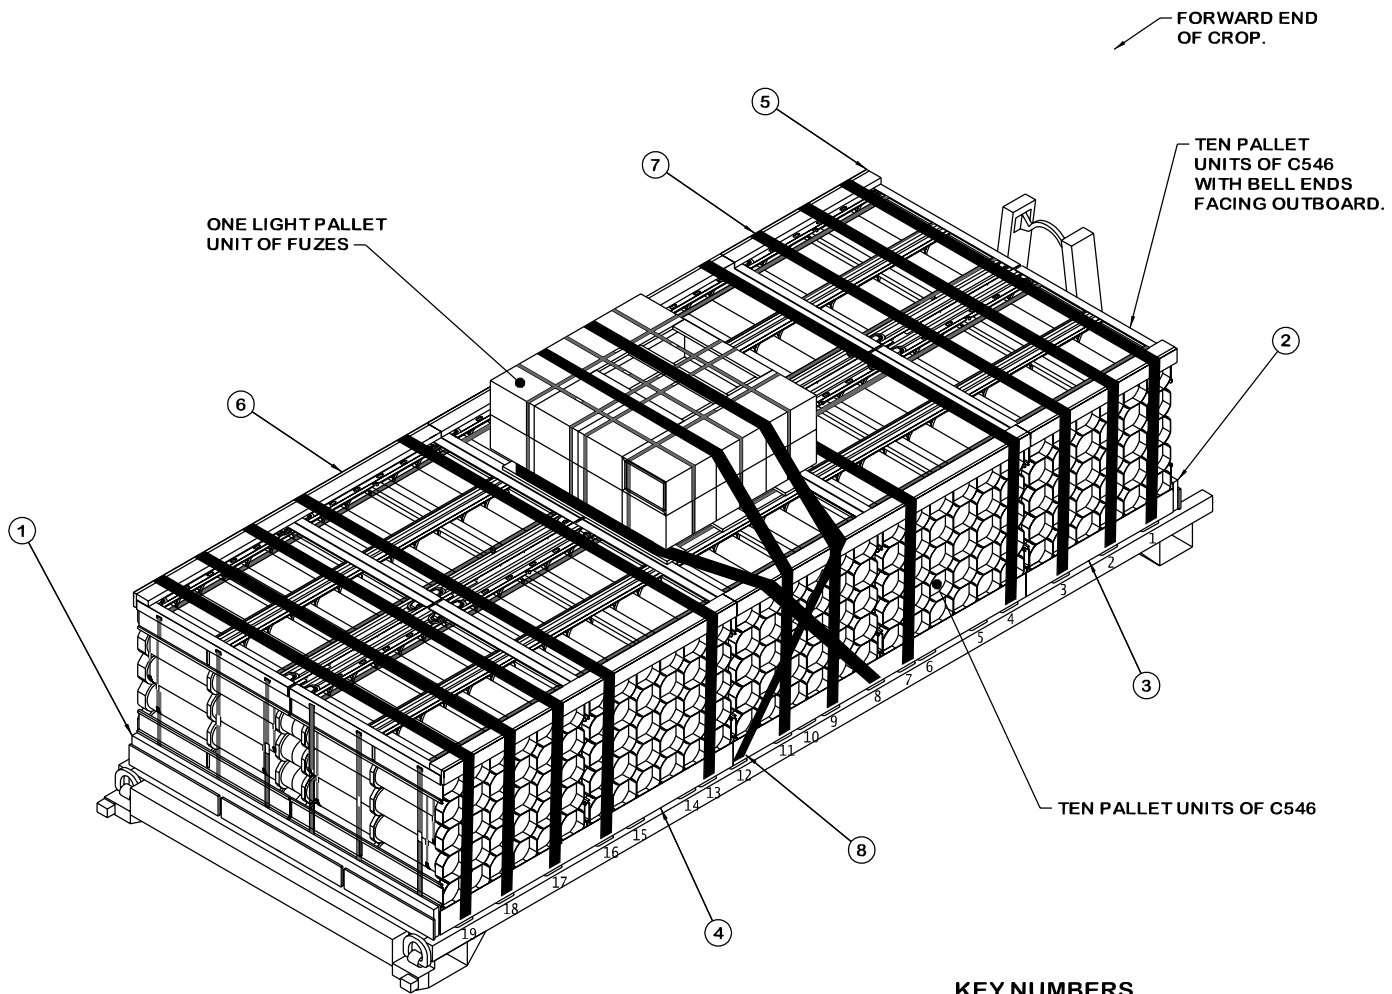 FORWARD END
OF CROP.
5
TEN PALLET
UNITS OF C546
WITH BELL ENDS
FACING OUTBOARD.
7
ONE LIGHT PALLET
UNIT OF FUZES
2
6
1
1
2
3
4
5
6
7
8
9
10
11
12
13
14
15
16
17
18
19
3
TEN PALLET UNITS OF C546
8
4
KEY NUMBERS